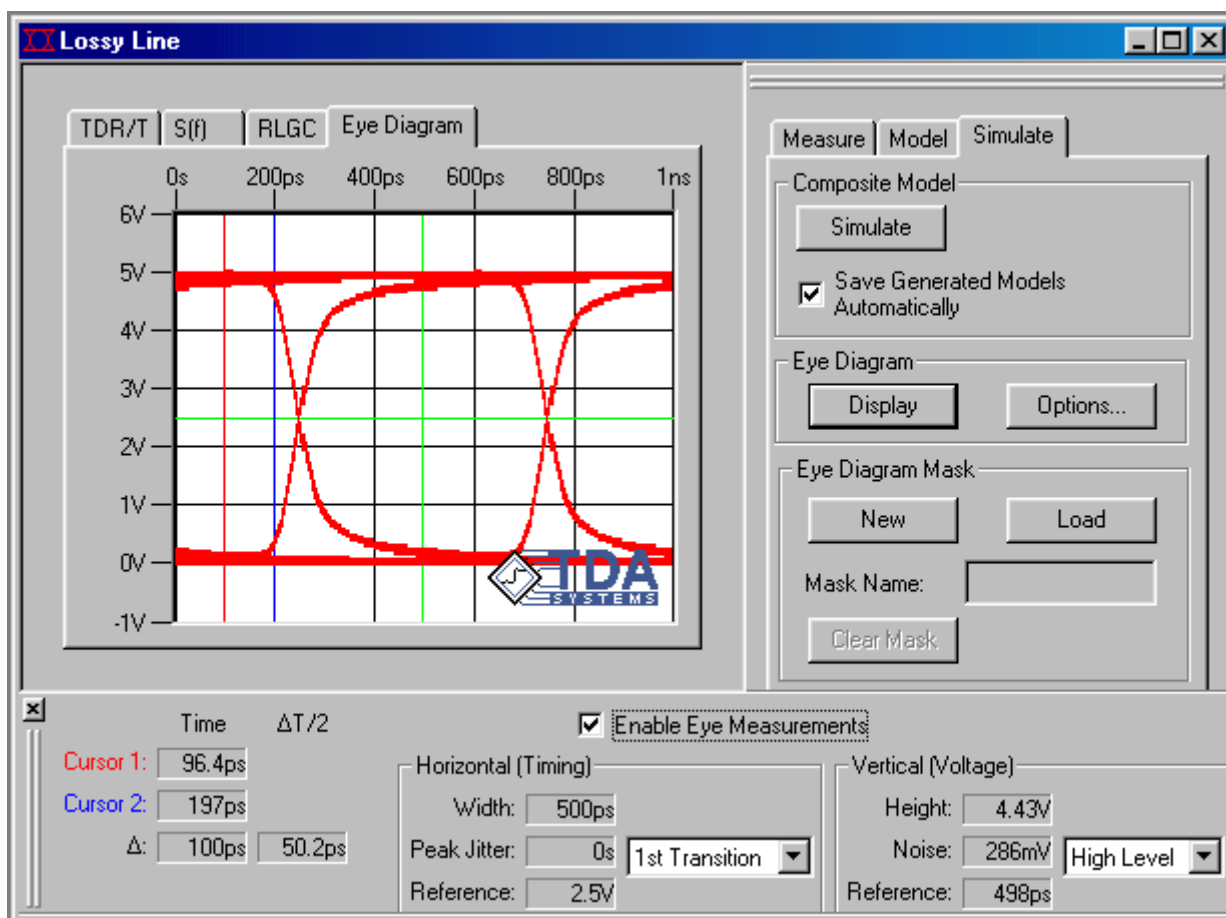 Lossy Line
TDR/T S(f) RLGC Eye Diagram
0s 200ps 400ps 600ps 800ps 1ns
6V
5V
4V
3V
2V
1V
0V
-1V
TDA
SYSTEMS
Measure Model Simulate
Composite Model
Simulate
Save Generated Models
Automatically
Eye Diagram
Display Options...
Eye Diagram Mask
New Load
Mask Name:
Clear Mask
Time ΔT/2
Cursor 1: 96.4ps
Cursor 2: 197ps
Δ: 100ps 50.2ps
Enable Eye Measurements
Horizontal (Timing)
Width: 500ps
Peak Jitter: 0s 1st Transition
Reference: 2.5V
Vertical (Voltage)
Height: 4.43V
Noise: 286mV High Level
Reference: 498ps